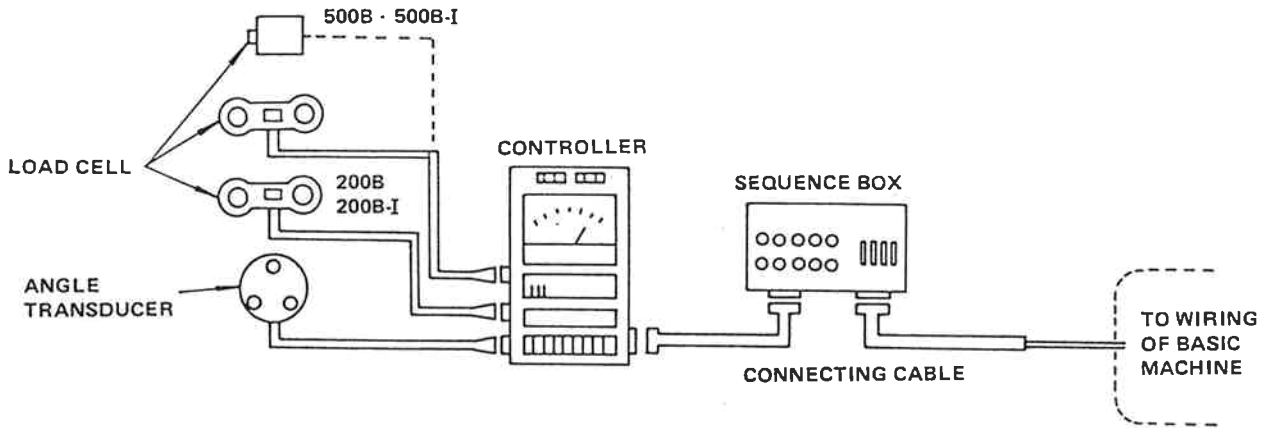 500B · 500B-I
LOAD CELL
200B
200B-I
ANGLE
TRANSDUCER
CONTROLLER
SEQUENCE BOX
CONNECTING CABLE
TO WIRING
OF BASIC
MACHINE